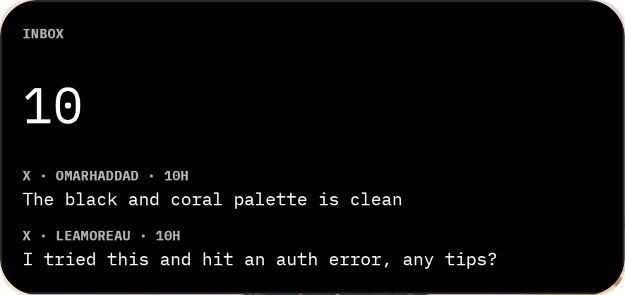 INBOX
10
X · OMARHADDAD · 10H
The black and coral palette is clean
X · LEAMOREAU · 10H
I tried this and hit an auth error, any tips?